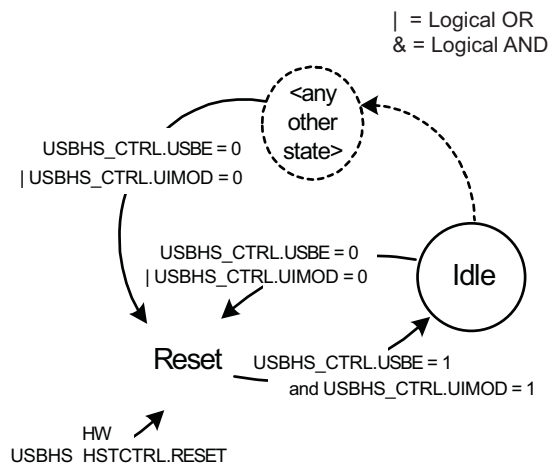 | = Logical OR
& = Logical AND
<any
other
state>
USBHS_CTRL.USBE = 0
| USBHS_CTRL.UIMOD = 0
USBHS_CTRL.USBE = 0
| USBHS_CTRL.UIMOD = 0
Idle
Reset
USBHS_CTRL.USBE = 1
and USBHS_CTRL.UIMOD = 1
HW
USBHS_HSTCTRL.RESET